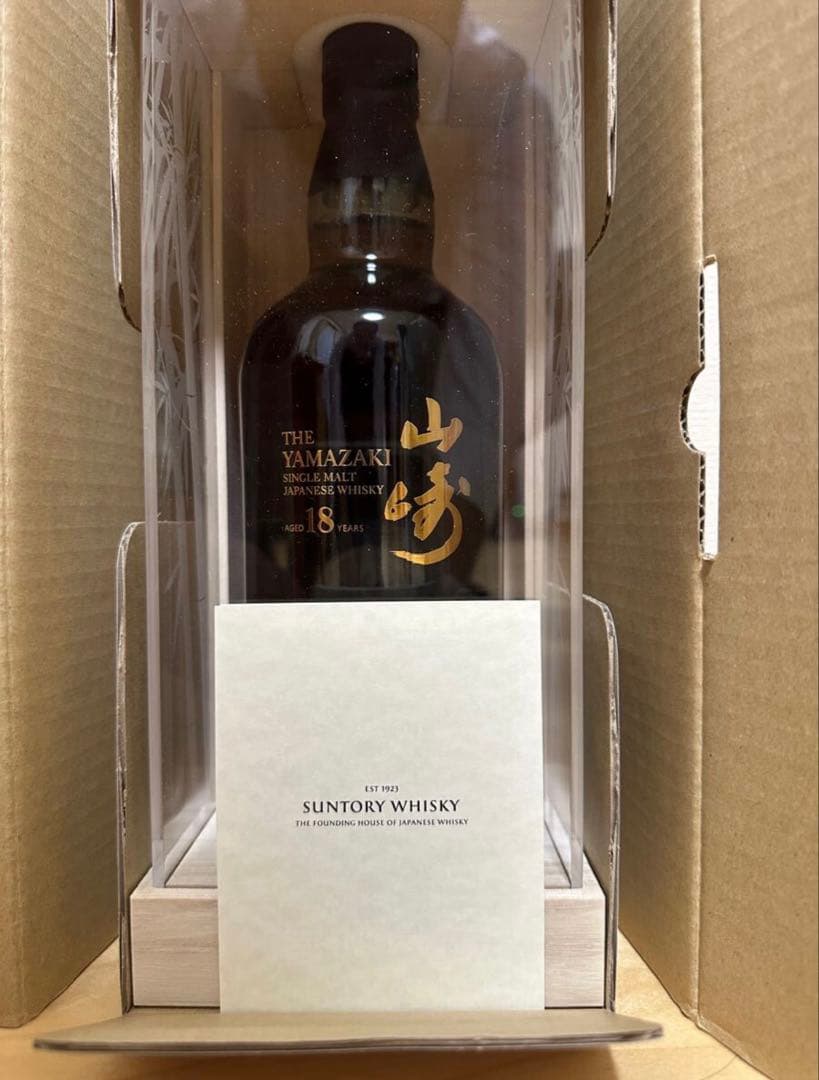 THE
YAMAZAKI
SINGLE MALT
JAPANESE WHISKY
AGED 18 YEARS
山崎
EST 1923
SUNTORY WHISKY
THE FOUNDING HOUSE OF JAPANESE WHISKY